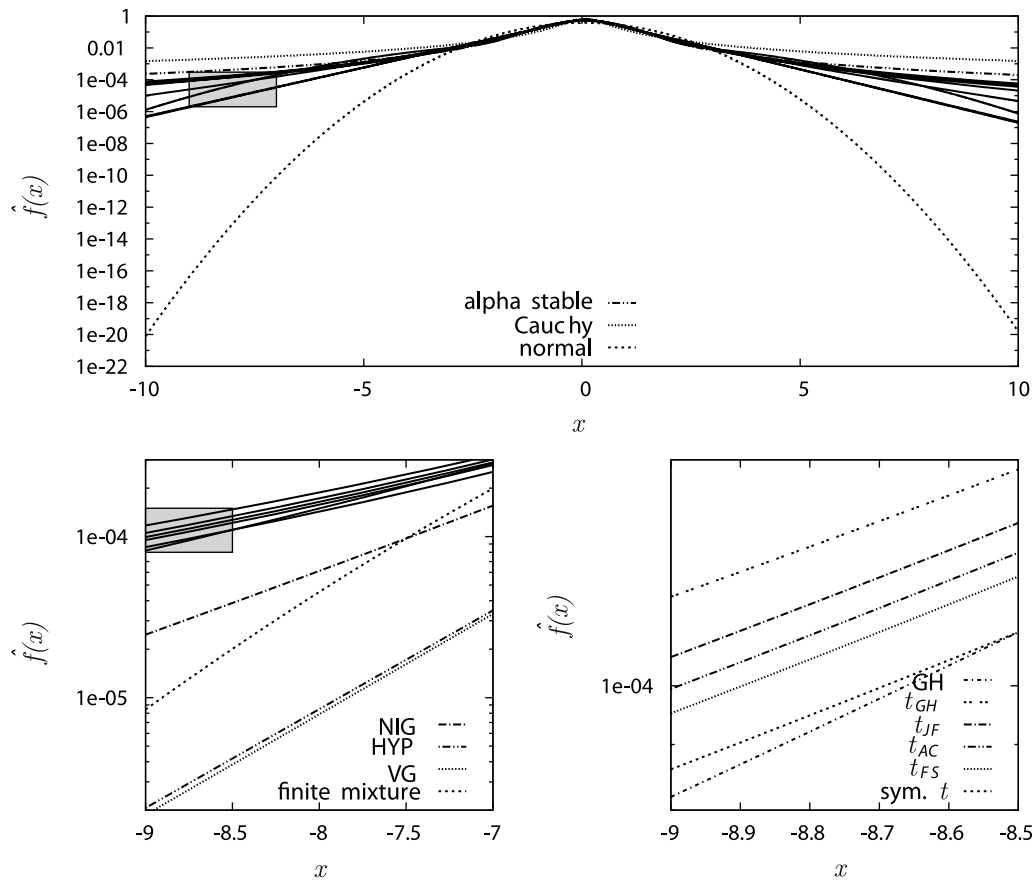 1
0.01
1e-04
1e-06
1e-08
1e-10
1e-12
1e-14
1e-16
1e-18
1e-20
1e-22
f̂(x)
alpha stable
Cauchy
normal
-10 -5 0 5 10
x
1e-04
1e-05
f̂(x)
NIG
HYP
VG
finite mixture
-9 -8.5 -8 -7.5 -7
x
1e-04
f̂(x)
GH
t_GH
t_JF
t_AC
t_FS
sym. t
-9 -8.9 -8.8 -8.7 -8.6 -8.5
x